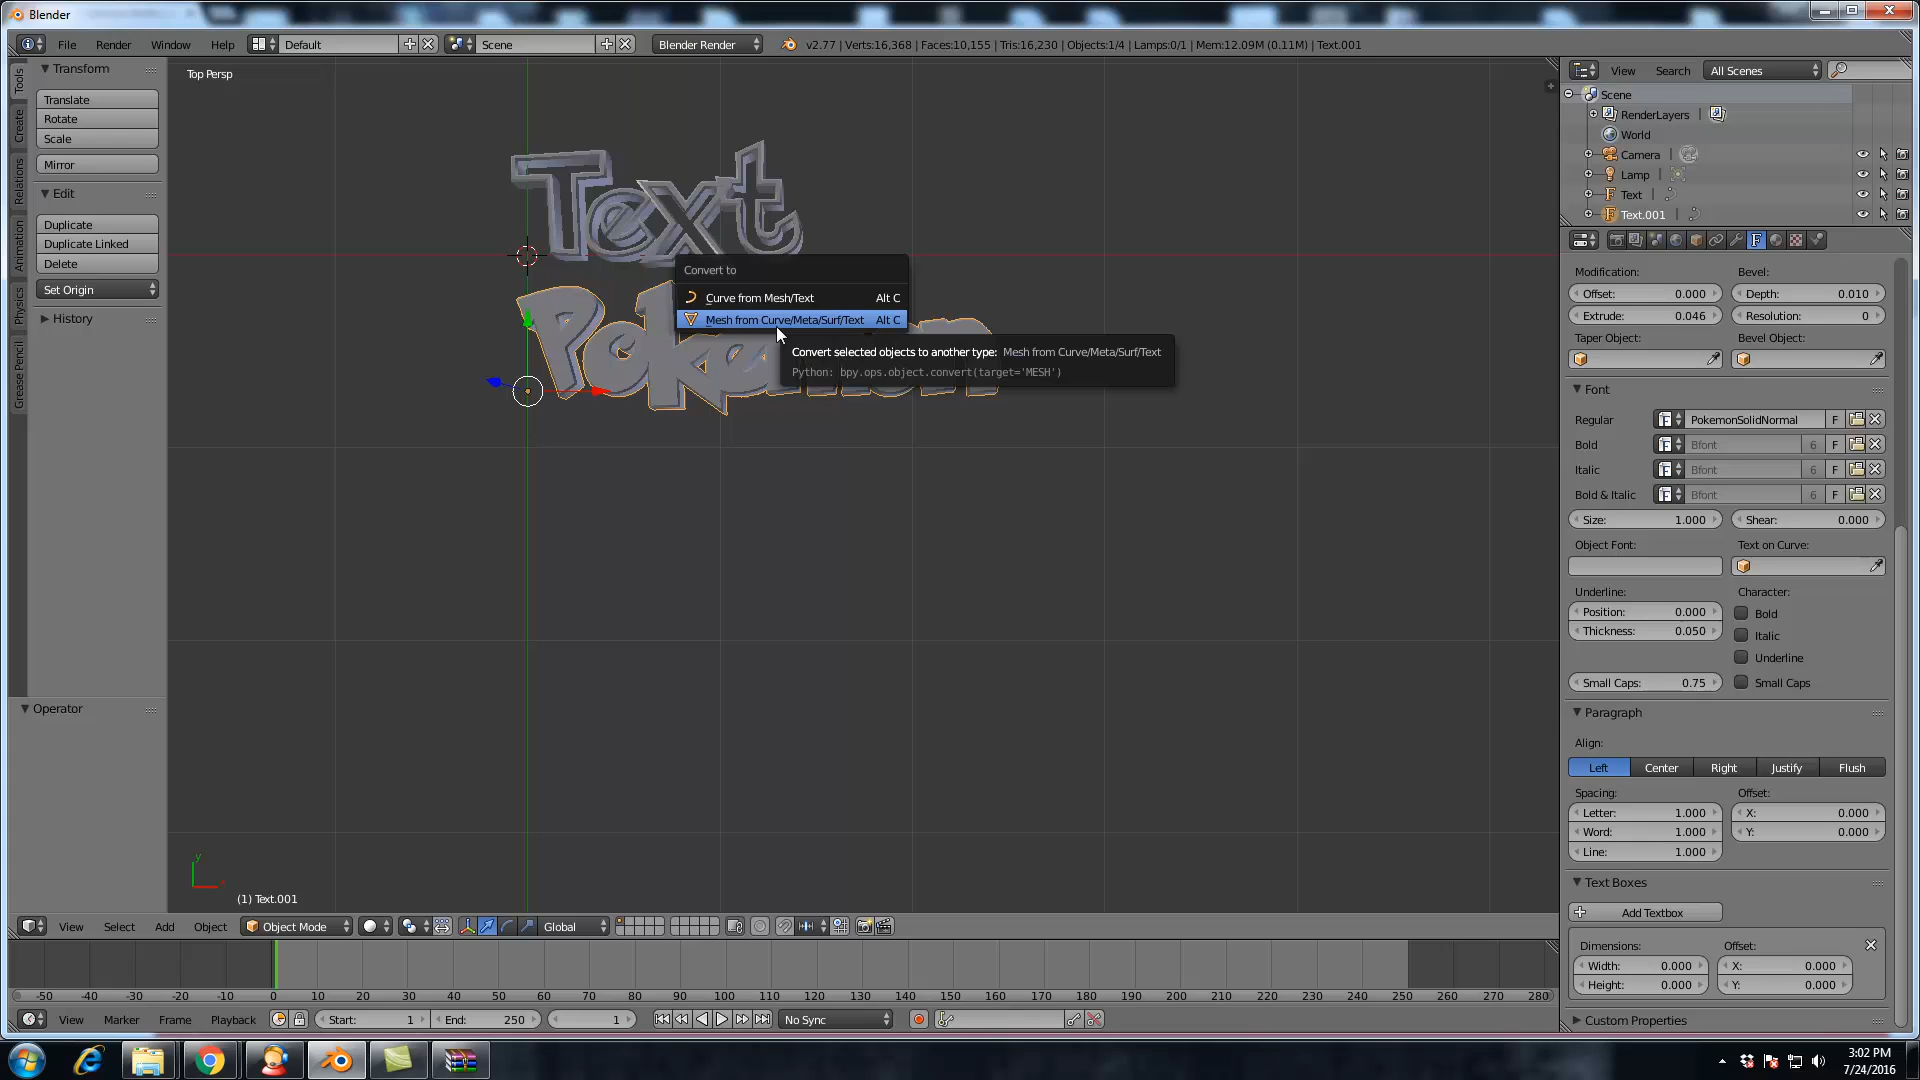 Blender
File Render Window Help Default Scene Blender Render v2.77 | Verts:16,368 | Faces:10,155 | Tris:16,230 | Objects:1/4 | Lamps:0/1 | Mem:12.09M (0.11M) | Text.001
Tools
Create
Relations
Animation
Physics
Grease Pencil
Transform
Translate
Rotate
Scale
Mirror
Edit
Duplicate
Duplicate Linked
Delete
Set Origin
History
Operator
Top Persp
Text
Pokemon
Convert to
Curve from Mesh/Text Alt C
Mesh from Curve/Meta/Surf/Text Alt C
Convert selected objects to another type: Mesh from Curve/Meta/Surf/Text
Python: bpy.ops.object.convert(target='MESH')
y
(1) Text.001
View Select Add Object Object Mode Global
-50 -40 -30 -20 -10 0 10 20 30 40 50 60 70 80 90 100 110 120 130 140 150 160 170 180 190 200 210 220 230 240 250 260 270 280
View Marker Frame Playback Start: 1 End: 250 1 No Sync
View Search All Scenes
Scene
RenderLayers |
World
Camera |
Lamp |
Text |
Text.001 |
F
Modification: Bevel:
Offset: 0.000 Depth: 0.010
Extrude: 0.046 Resolution: 0
Taper Object: Bevel Object:
Font
Regular PokemonSolidNormal F
Bold Bfont 6 F
Italic Bfont 6 F
Bold & Italic Bfont 6 F
Size: 1.000 Shear: 0.000
Object Font: Text on Curve:
Underline: Character:
Position: 0.000 Bold
Thickness: 0.050 Italic
Underline
Small Caps: 0.75 Small Caps
Paragraph
Align:
Left Center Right Justify Flush
Spacing: Offset:
Letter: 1.000 X: 0.000
Word: 1.000 Y: 0.000
Line: 1.000
Text Boxes
Add Textbox
Dimensions: Offset:
Width: 0.000 X: 0.000
Height: 0.000 Y: 0.000
Custom Properties
3:02 PM
7/24/2016